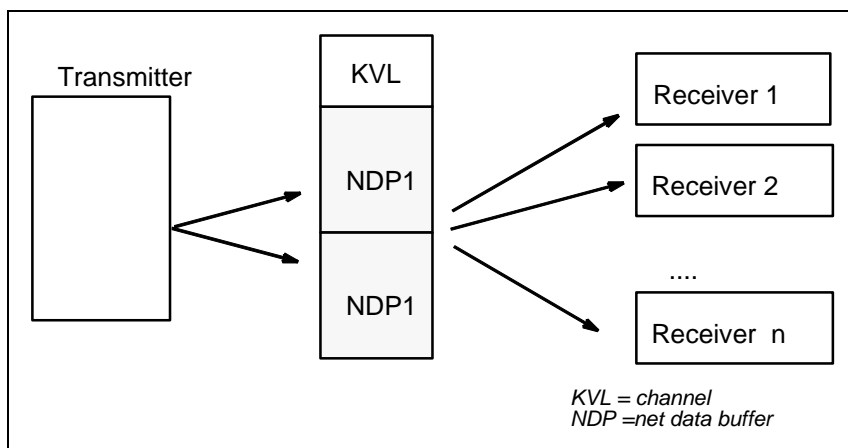 Transmitter
KVL
NDP1
NDP1
Receiver 1
Receiver 2
....
Receiver n
KVL = channel
NDP =net data buffer